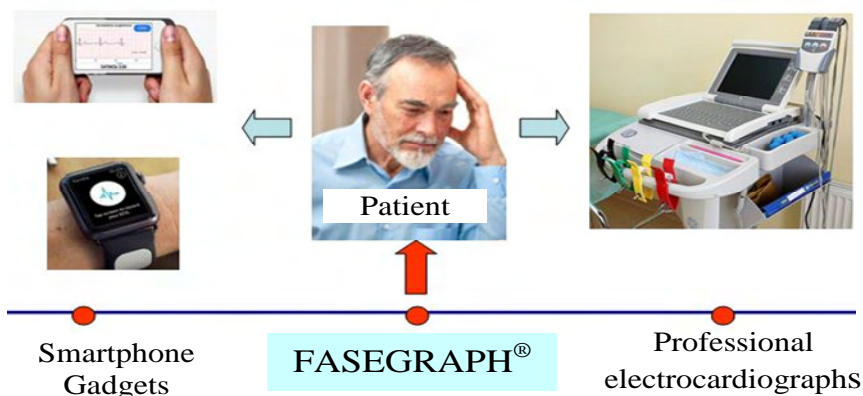 Patient
Smartphone
Gadgets
FASEGRAPH®
Professional
electrocardiographs